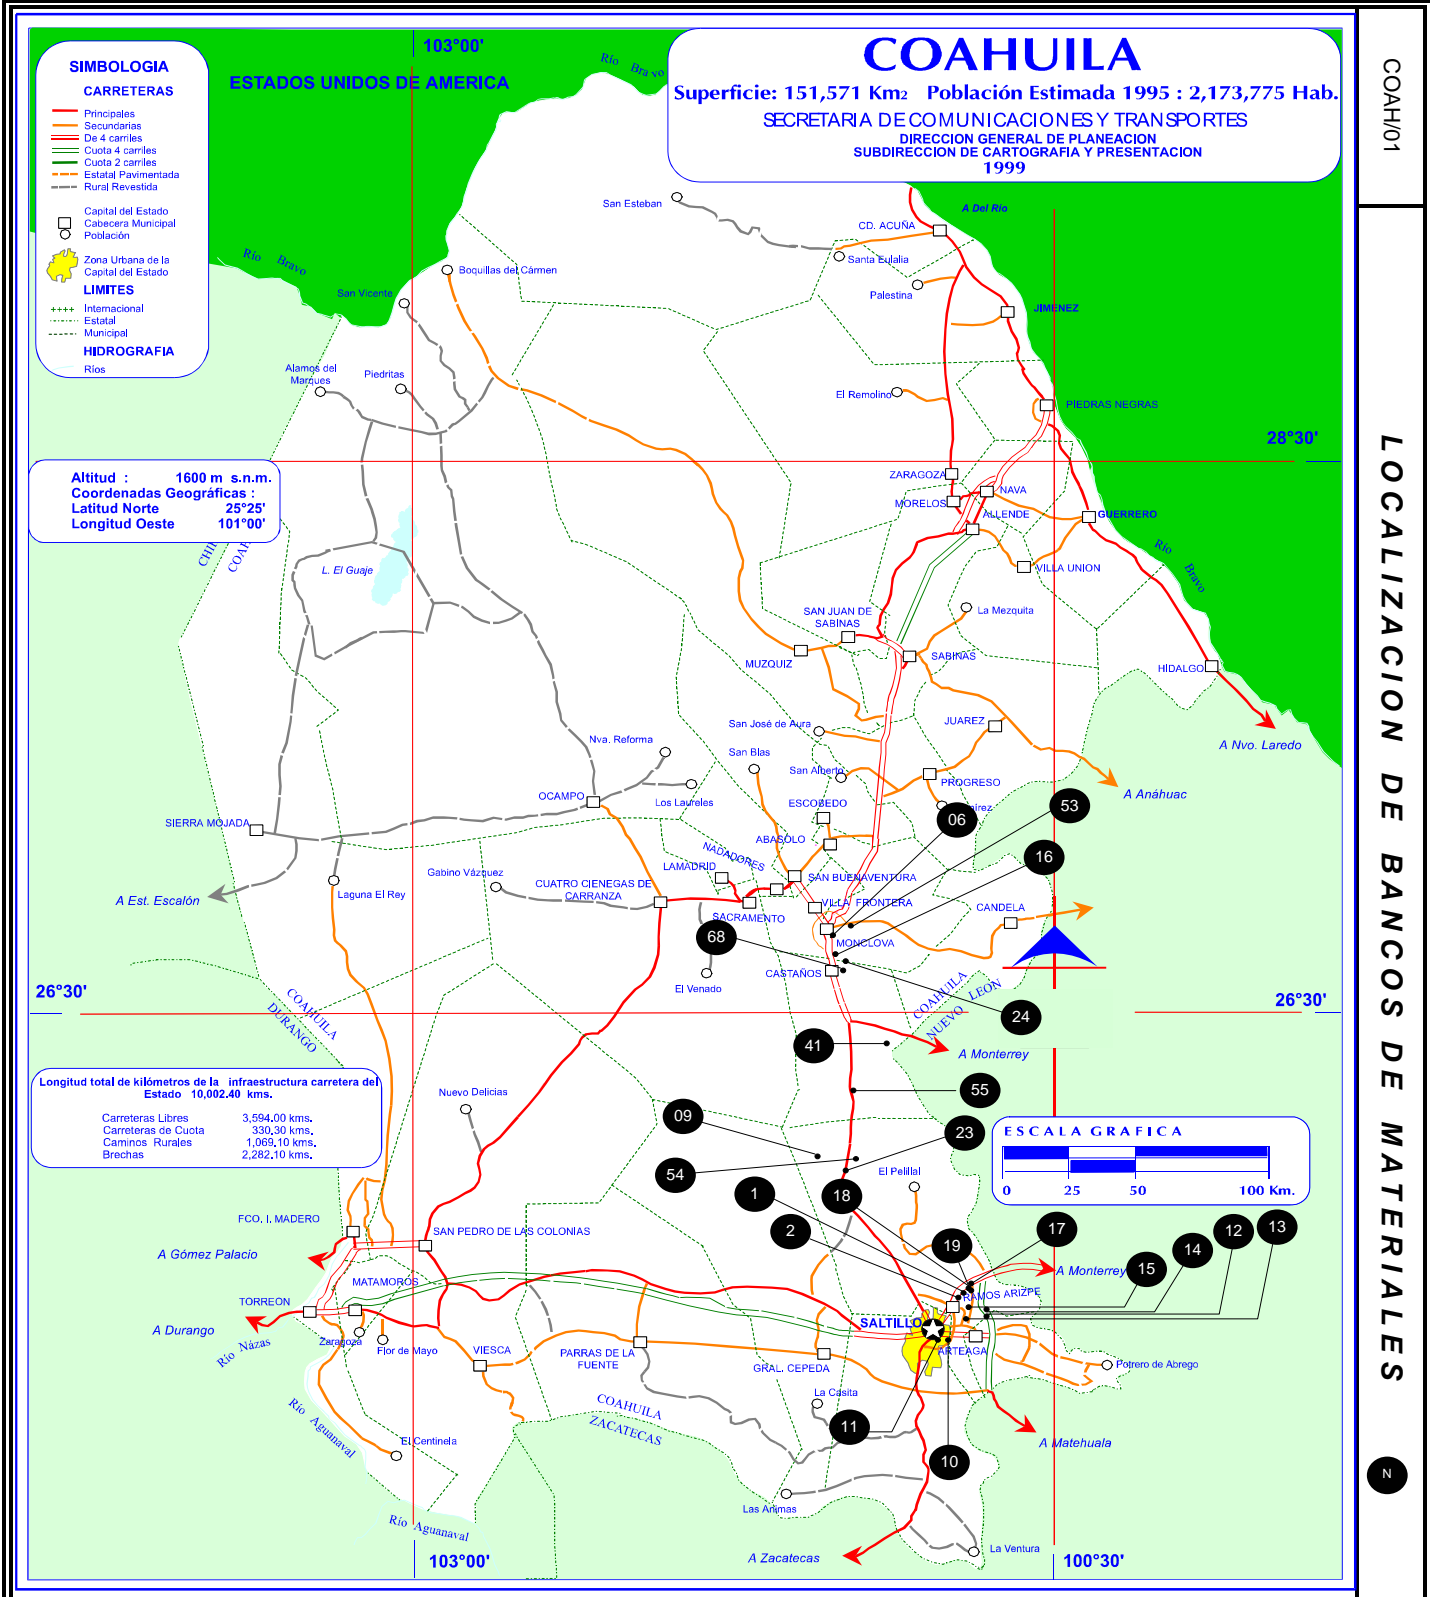 COAHUILA
Superficie: 151,571 Km2 Población Estimada 1995 : 2,173,775 Hab.
SECRETARIA DE COMUNICACIONES Y TRANSPORTES
DIRECCION GENERAL DE PLANEACION
SUBDIRECCION DE CARTOGRAFIA Y PRESENTACION
1999
COAH/01
LOCALIZACION DE BANCOS DE MATERIALES
N
SIMBOLOGIA
CARRETERAS
Principales
Secundarias
De 4 carriles
Cuota 4 carriles
Cuota 2 carriles
Estatal Pavimentada
Rural Revestida
Capital del Estado
Cabecera Municipal
Población
Zona Urbana de la
Capital del Estado
LIMITES
Internacional
Estatal
Municipal
HIDROGRAFIA
Ríos
103°00'
ESTADOS UNIDOS DE AMERICA
Río Bravo
San Esteban
A Del Rio
CD. ACUÑA
Santa Eulalia
Palestina
Río Bravo
Boquillas del Cármen
San Vicente
JIMENEZ
Alamos del
Marques
Piedritas
El Remolino
PIEDRAS NEGRAS
28°30'
Altitud : 1600 m s.n.m.
Coordenadas Geográficas :
Latitud Norte 25°25'
Longitud Oeste 101°00'
ZARAGOZA
NAVA
MORELOS
ALLENDE
GUERRERO
Río Bravo
L. El Guaje
VILLA UNION
La Mezquita
SAN JUAN DE
SABINAS
SABINAS
MUZQUIZ
HIDALGO
San José de Aura
JUAREZ
A Nvo. Laredo
Nva. Reforma
San Blas
San Alberto
PROGRESO
A Anáhuac
OCAMPO
Los Laureles
ESCOBEDO
53
06
SIERRA MOJADA
ABASOLO
16
NADADORES
LAMADRID
Gabino Vázquez
CUATRO CIENEGAS DE
CARRANZA
SAN BUENAVENTURA
A Est. Escalón
Laguna El Rey
VILLA FRONTERA
CANDELA
SACRAMENTO
68
MONCLOVA
CASTAÑOS
El Venado
26°30'
COAHUILA
DURANGO
COAHUILA
NUEVO LEON
26°30'
24
41
A Monterrey
Longitud total de kilómetros de la infraestructura carretera del
Estado 10,002.40 kms.
Carreteras Libres 3,594.00 kms.
Carreteras de Cuota 330.30 kms.
Caminos Rurales 1,069.10 kms.
Brechas 2,282.10 kms.
Nuevo Delicias
55
09
23
54
El Pelillal
ESCALA GRAFICA
0 25 50 100 Km.
1
18
2
FCO. I. MADERO
SAN PEDRO DE LAS COLONIAS
17
12
13
19
14
15
A Gómez Palacio
A Monterrey
MATAMOROS
RAMOS ARIZPE
TORREON
SALTILLO
A Durango
Río Názas
Zaragoza
Flor de Mayo
VIESCA
PARRAS DE LA
FUENTE
GRAL. CEPEDA
ARTEAGA
Potrero de Abrego
La Casita
COAHUILA
ZACATECAS
Río Aguanaval
11
El Centinela
A Matehuala
10
Las Animas
Río Aguanaval
La Ventura
A Zacatecas
103°00'
100°30'